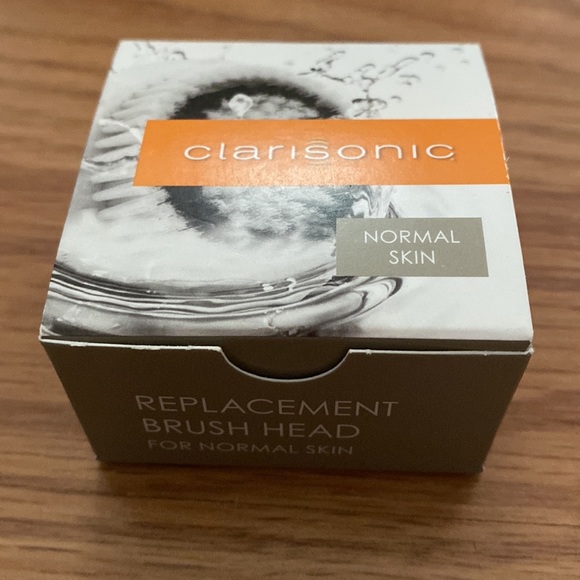 clarisonic
NORMAL
SKIN
REPLACEMENT
BRUSH HEAD
FOR NORMAL SKIN